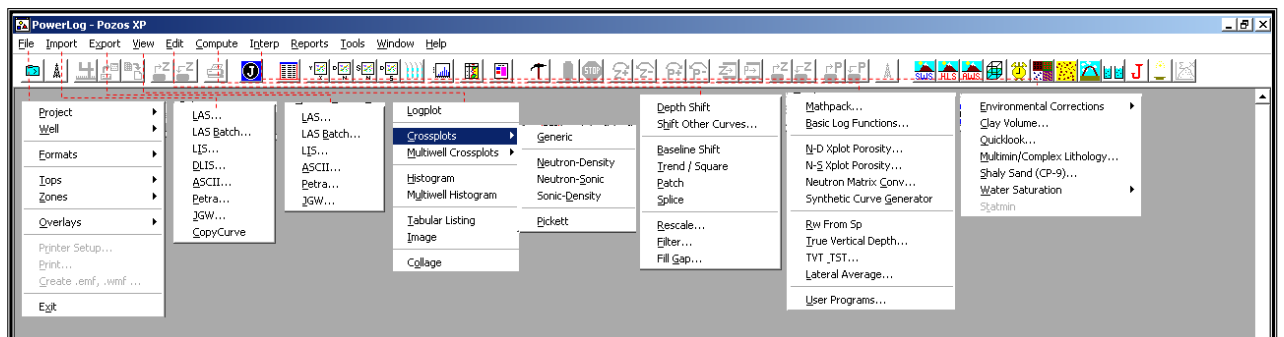 PowerLog - Pozos XP
File Import Export View Edit Compute Interp Reports Tools Window Help
Project
Well
Formats
Tops
Zones
Overlays
Printer Setup...
Print...
Create .emf, .wmf ...
Exit
LAS...
LAS Batch...
LIS...
DLIS...
ASCII...
Petra...
JGW...
CopyCurve
LAS...
LAS Batch...
LIS...
ASCII...
Petra...
JGW...
Logplot
Crossplots
Multiwell Crossplots
Histogram
Multiwell Histogram
Tabular Listing
Image
Collage
Generic
Neutron-Density
Neutron-Sonic
Sonic-Density
Pickett
Depth Shift
Shift Other Curves...
Baseline Shift
Trend / Square
Patch
Splice
Rescale...
Filter...
Fill Gap...
Mathpack...
Basic Log Functions...
N-D Xplot Porosity...
N-S Xplot Porosity...
Neutron Matrix Conv...
Synthetic Curve Generator
Rw From Sp
True Vertical Depth...
TVT _TST...
Lateral Average...
User Programs...
Environmental Corrections
Clay Volume...
Quicklook...
Multimin/Complex Lithology...
Shaly Sand (CP-9)...
Water Saturation
Statmin